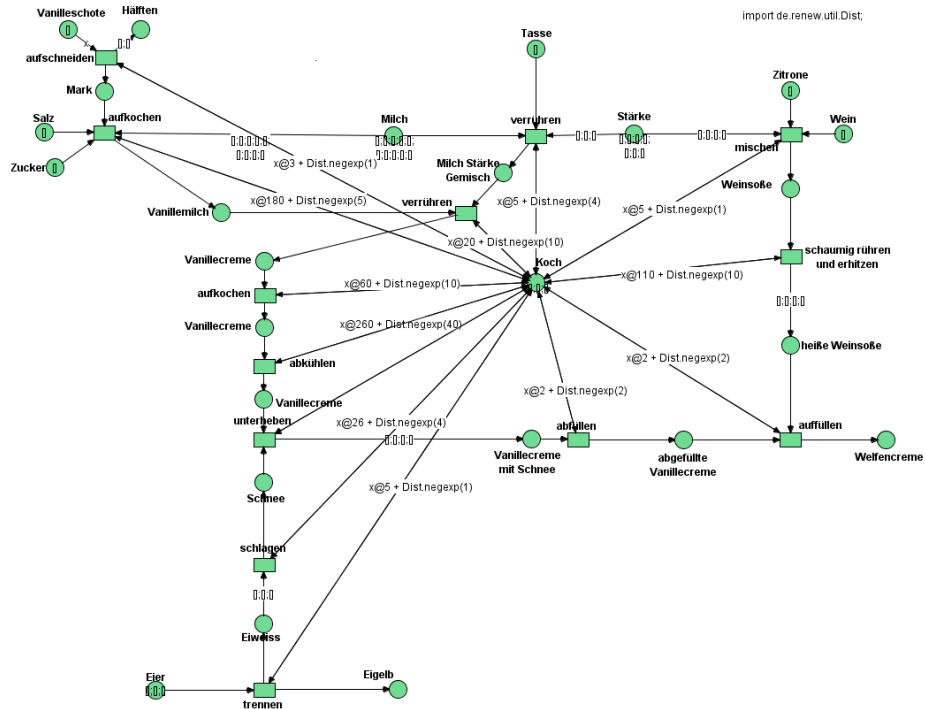 import de.renew.util.Dist;
Vanilleschote
Hälften
x
[];[]
[]
aufschneiden
Mark
Salz
[]
aufkochen
Zucker
[]
Tasse
[]
Milch
[];[];[];[];
[];[];[];[]
[];[];[];[];
[];[];[];[];[]
verrühren
[];[];[]
Stärke
[];[];[];[];
[];[];[]
[];[];[];[]
Zitrone
[]
Wein
[]
mischen
x@3 + Dist.negexp(1)
Milch Stärke
Gemisch
Weinsoße
x@180 + Dist.negexp(5)
x@5 + Dist.negexp(4)
x@5 + Dist.negexp(1)
Vanillemilch
verrühren
x@20 + Dist.negexp(10)
Vanillecreme
Koch
[];[];[]
schaumig rühren
und erhitzen
x@60 + Dist.negexp(10)
x@110 + Dist.negexp(10)
aufkochen
[];[];[];[]
Vanillecreme
x@260 + Dist.negexp(40)
heiße Weinsoße
abkühlen
x@2 + Dist.negexp(2)
Vanillecreme
x@2 + Dist.negexp(2)
unterheben
x@26 + Dist.negexp(4)
[];[];[];[]
abfüllen
auffüllen
Vanillecreme
mit Schnee
abgefüllte
Vanillecreme
Welfencreme
x@5 + Dist.negexp(1)
Schnee
schlagen
[];[];[]
Eiweiss
Eier
[];[];[]
Eigelb
trennen